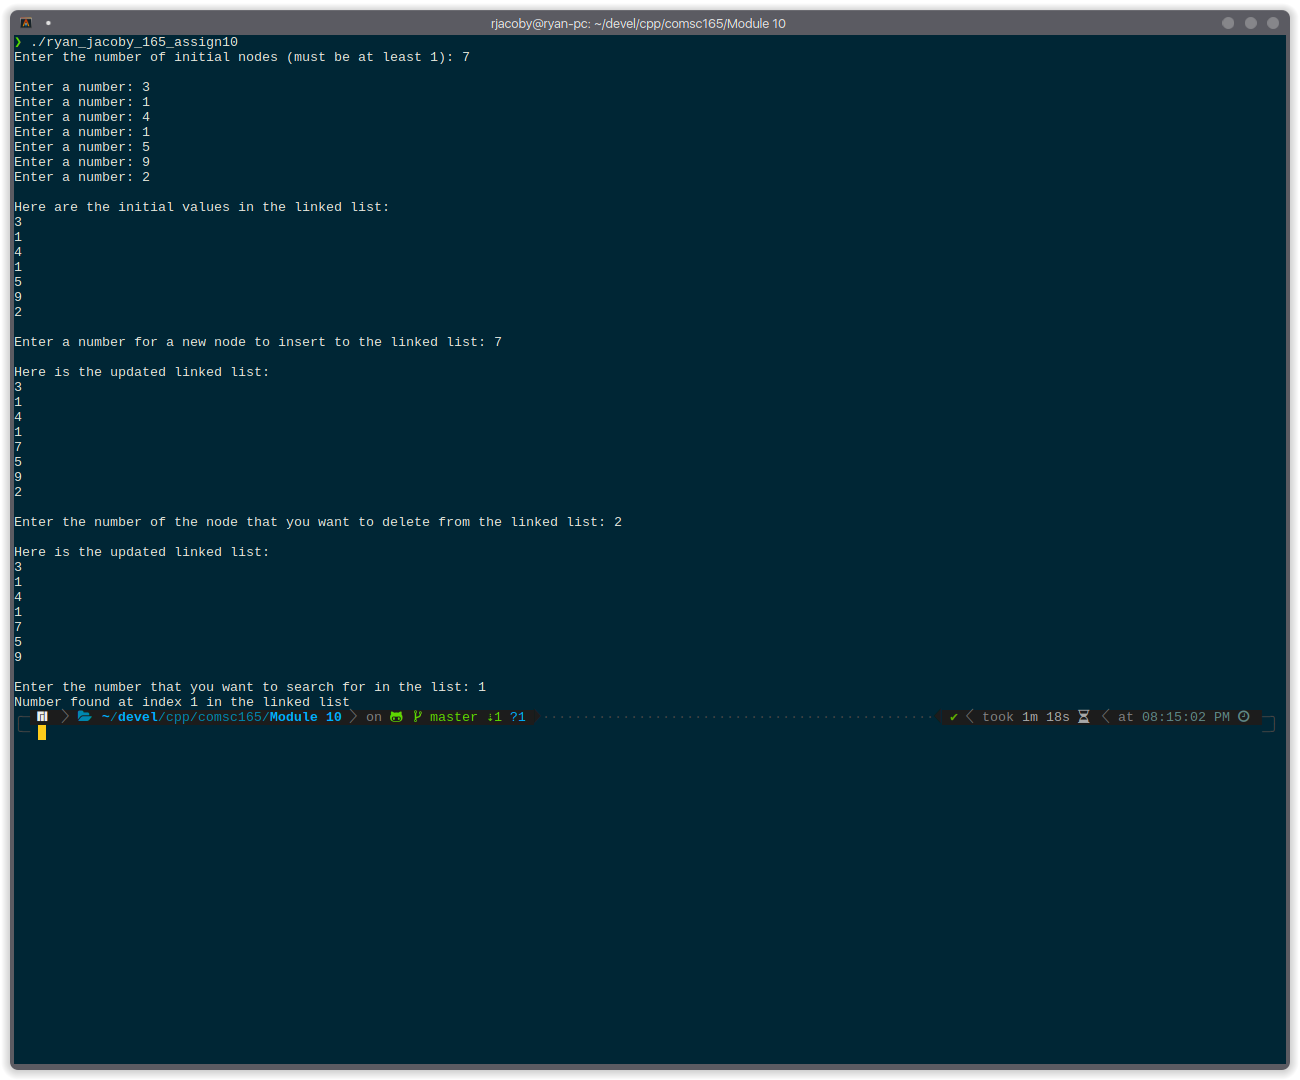 rjacoby@ryan-pc: ~/devel/cpp/comsc165/Module 10
❯ ./ryan_jacoby_165_assign10
Enter the number of initial nodes (must be at least 1): 7
Enter a number: 3
Enter a number: 1
Enter a number: 4
Enter a number: 1
Enter a number: 5
Enter a number: 9
Enter a number: 2
Here are the initial values in the linked list:
3
1
4
1
5
9
2
Enter a number for a new node to insert to the linked list: 7
Here is the updated linked list:
3
1
4
1
7
5
9
2
Enter the number of the node that you want to delete from the linked list: 2
Here is the updated linked list:
3
1
4
1
7
5
9
Enter the number that you want to search for in the list: 1
Number found at index 1 in the linked list
~/devel/cpp/comsc165/Module 10 on master ↓1 ?1 ✔ took 1m 18s at 08:15:02 PM